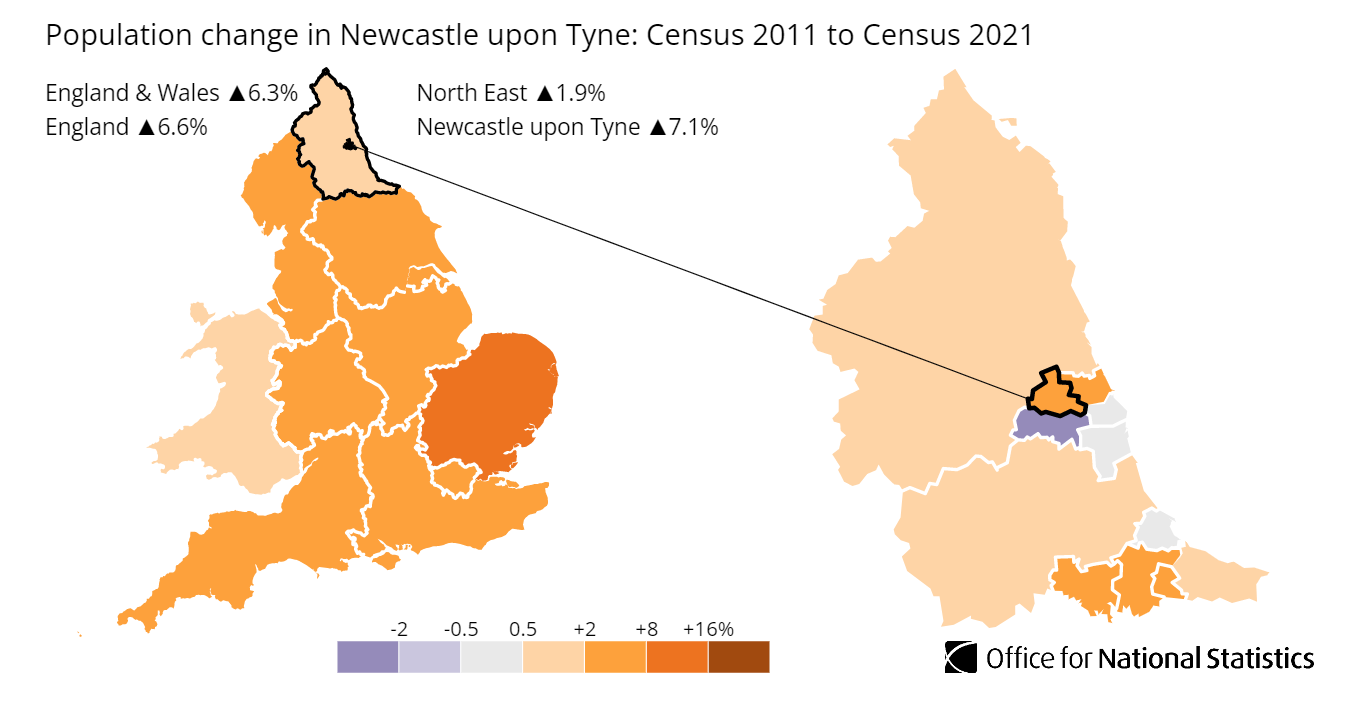 Population change in Newcastle upon Tyne: Census 2011 to Census 2021
England & Wales ▲6.3%
North East ▲1.9%
England ▲6.6%
Newcastle upon Tyne ▲7.1%
-2 -0.5 0.5 +2 +8 +16%
Office for National Statistics